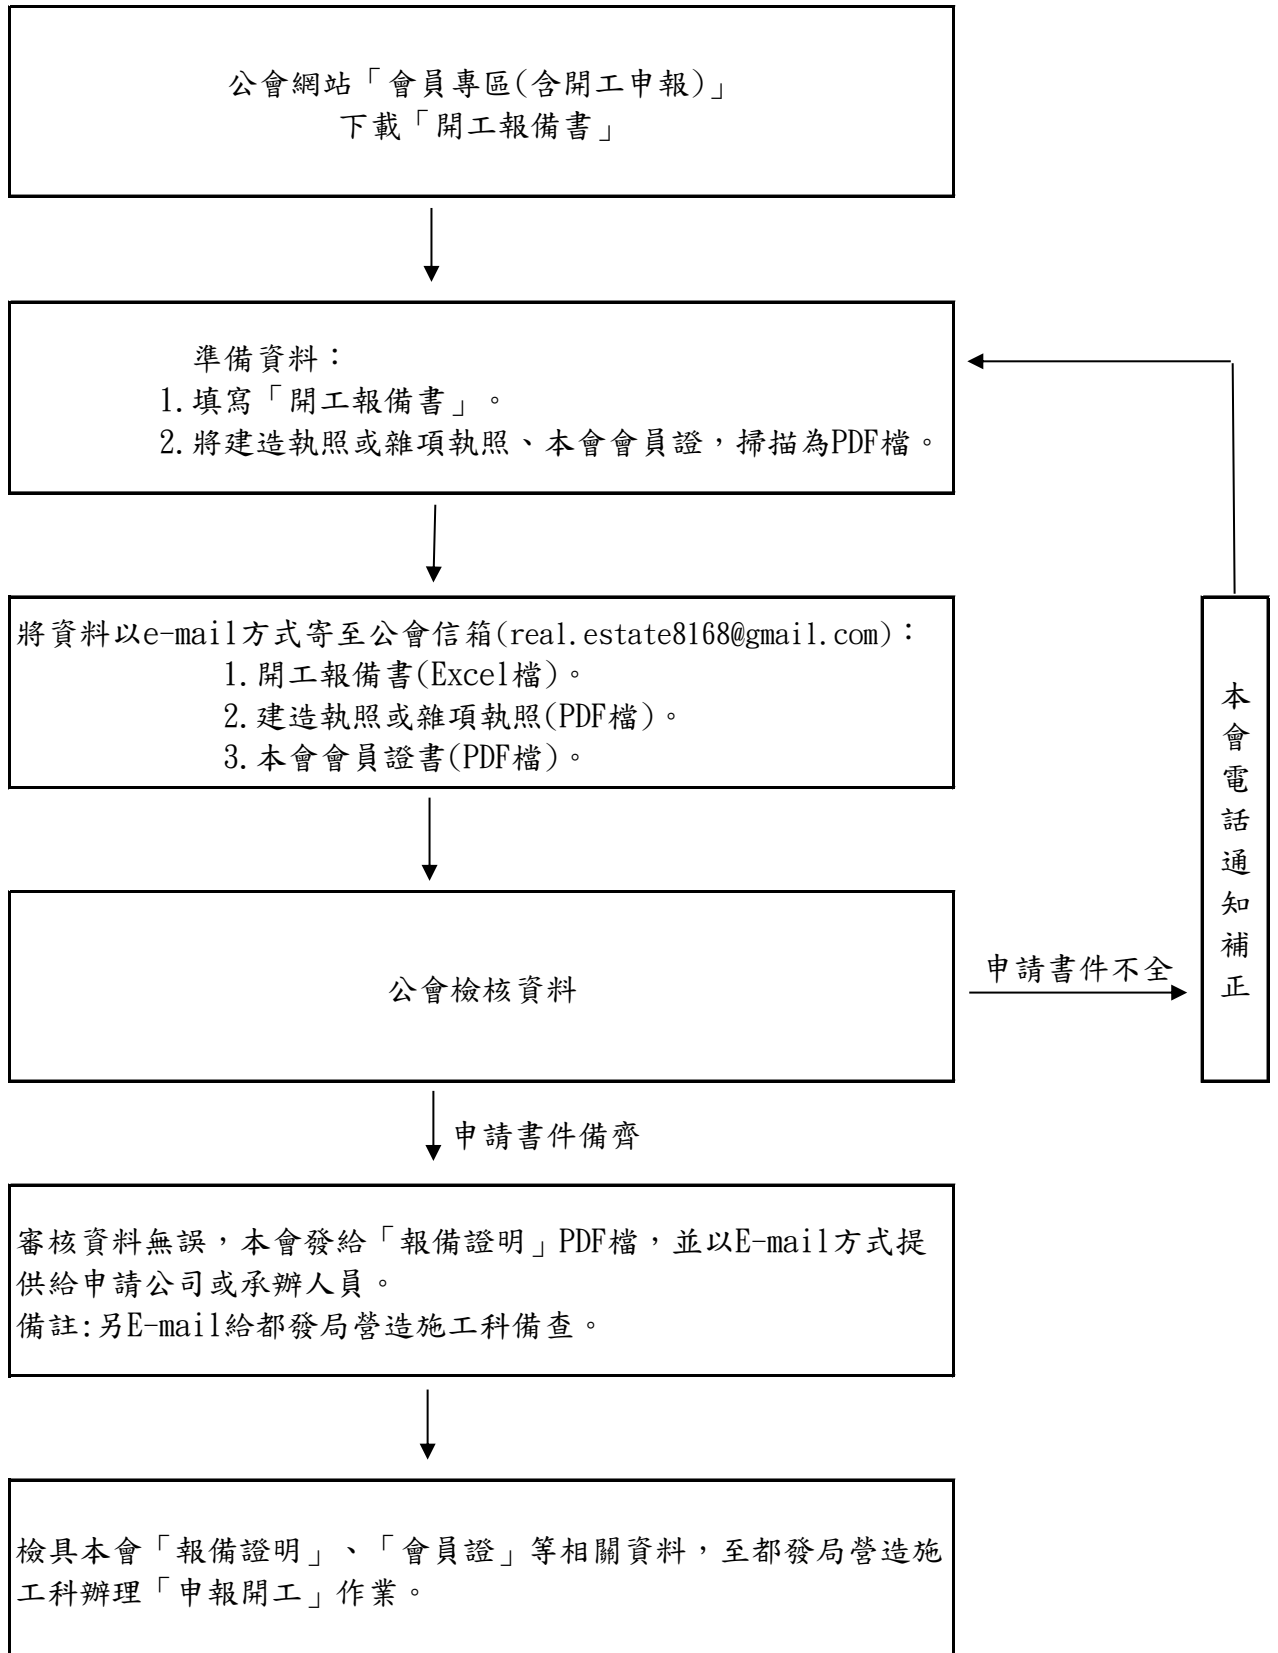 公會網站「會員專區(含開工申報)」
下載「開工報備書」
準備資料：
1.填寫「開工報備書」。
2.將建造執照或雜項執照、本會會員證，掃描為PDF檔。
將資料以e-mail方式寄至公會信箱(real.estate8168@gmail.com)：
1.開工報備書(Excel檔)。
2.建造執照或雜項執照(PDF檔)。
3.本會會員證書(PDF檔)。
公會檢核資料
申請書件不全
本會電話通知補正
申請書件備齊
審核資料無誤，本會發給「報備證明」PDF檔，並以E-mail方式提
供給申請公司或承辦人員。
備註:另E-mail給都發局營造施工科備查。
檢具本會「報備證明」、「會員證」等相關資料，至都發局營造施
工科辦理「申報開工」作業。